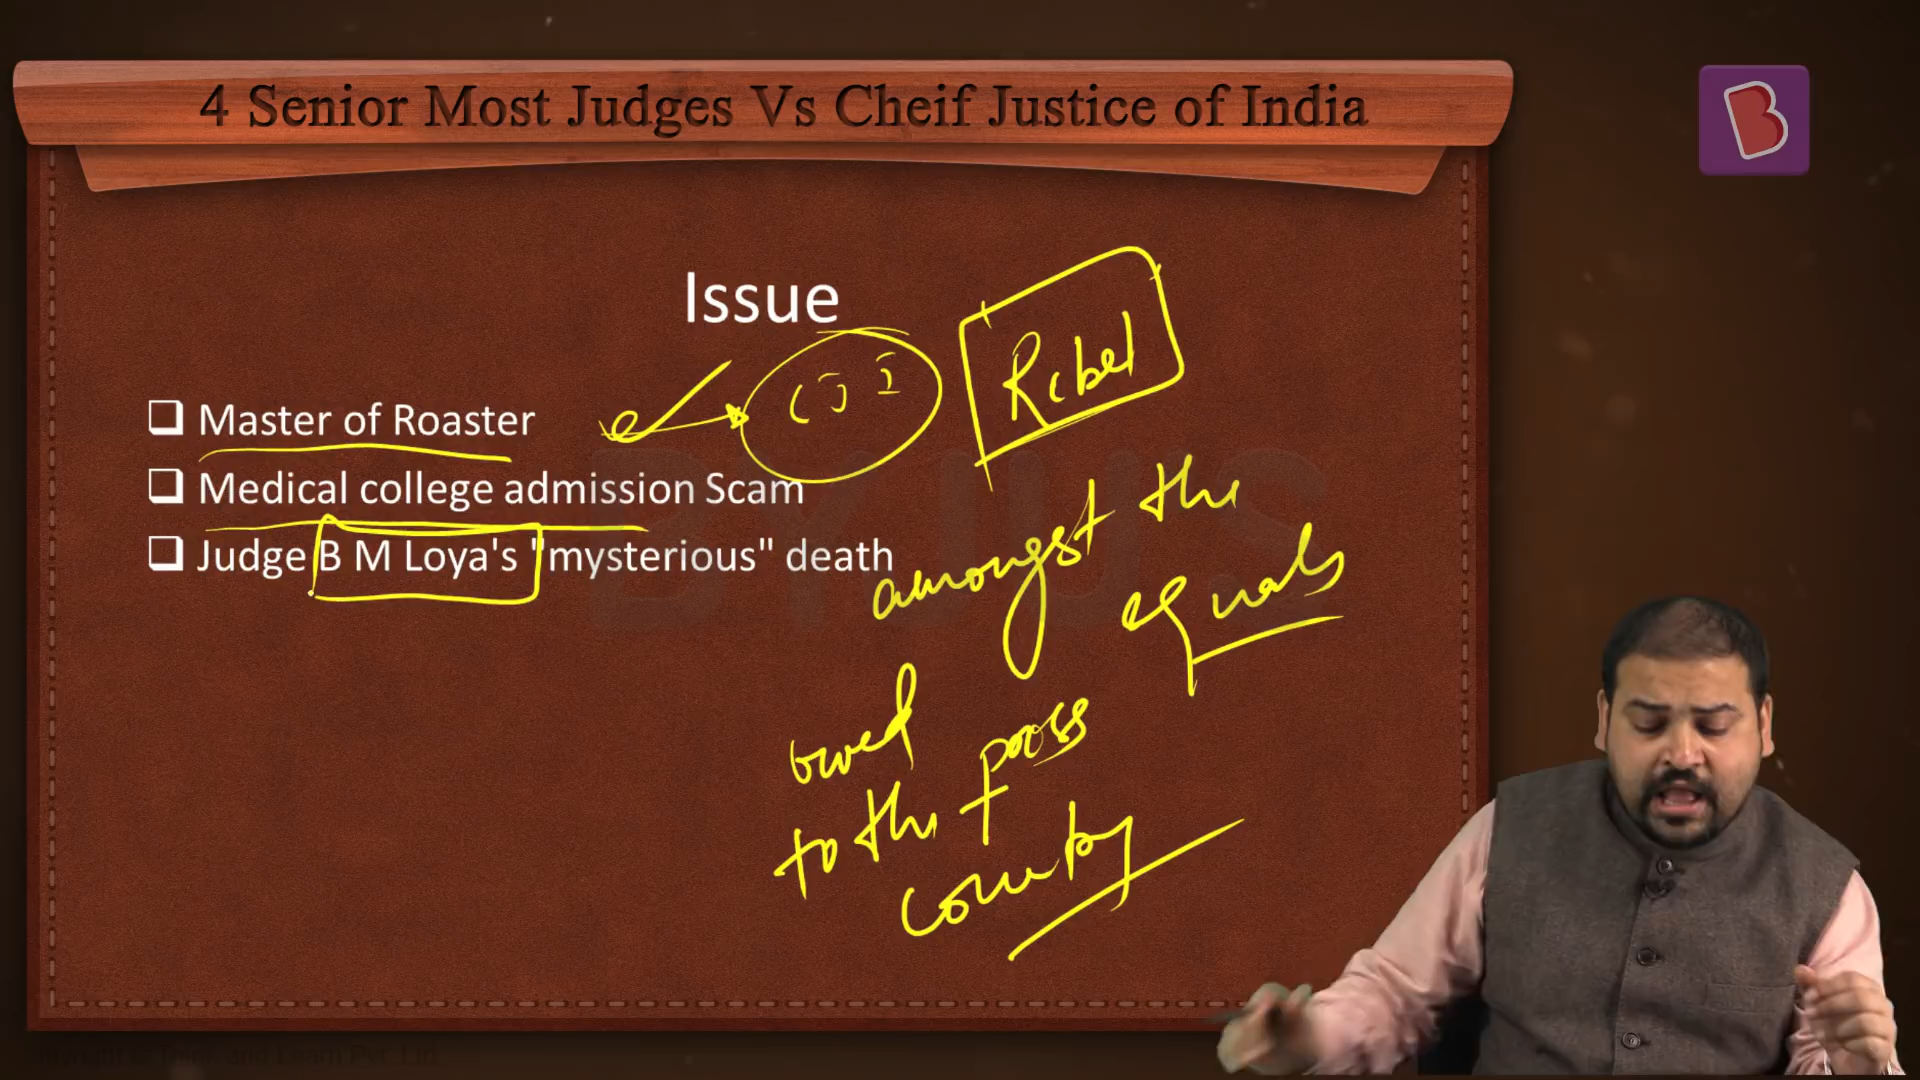 4 Senior Most Judges Vs Cheif Justice of India
B
Issue
CJI
Rebel
❑ Master of Roaster
❑ Medical college admission Scam
❑ Judge B M Loya's "mysterious" death
amongst the
equals
owed
to the
country
BYJU'S